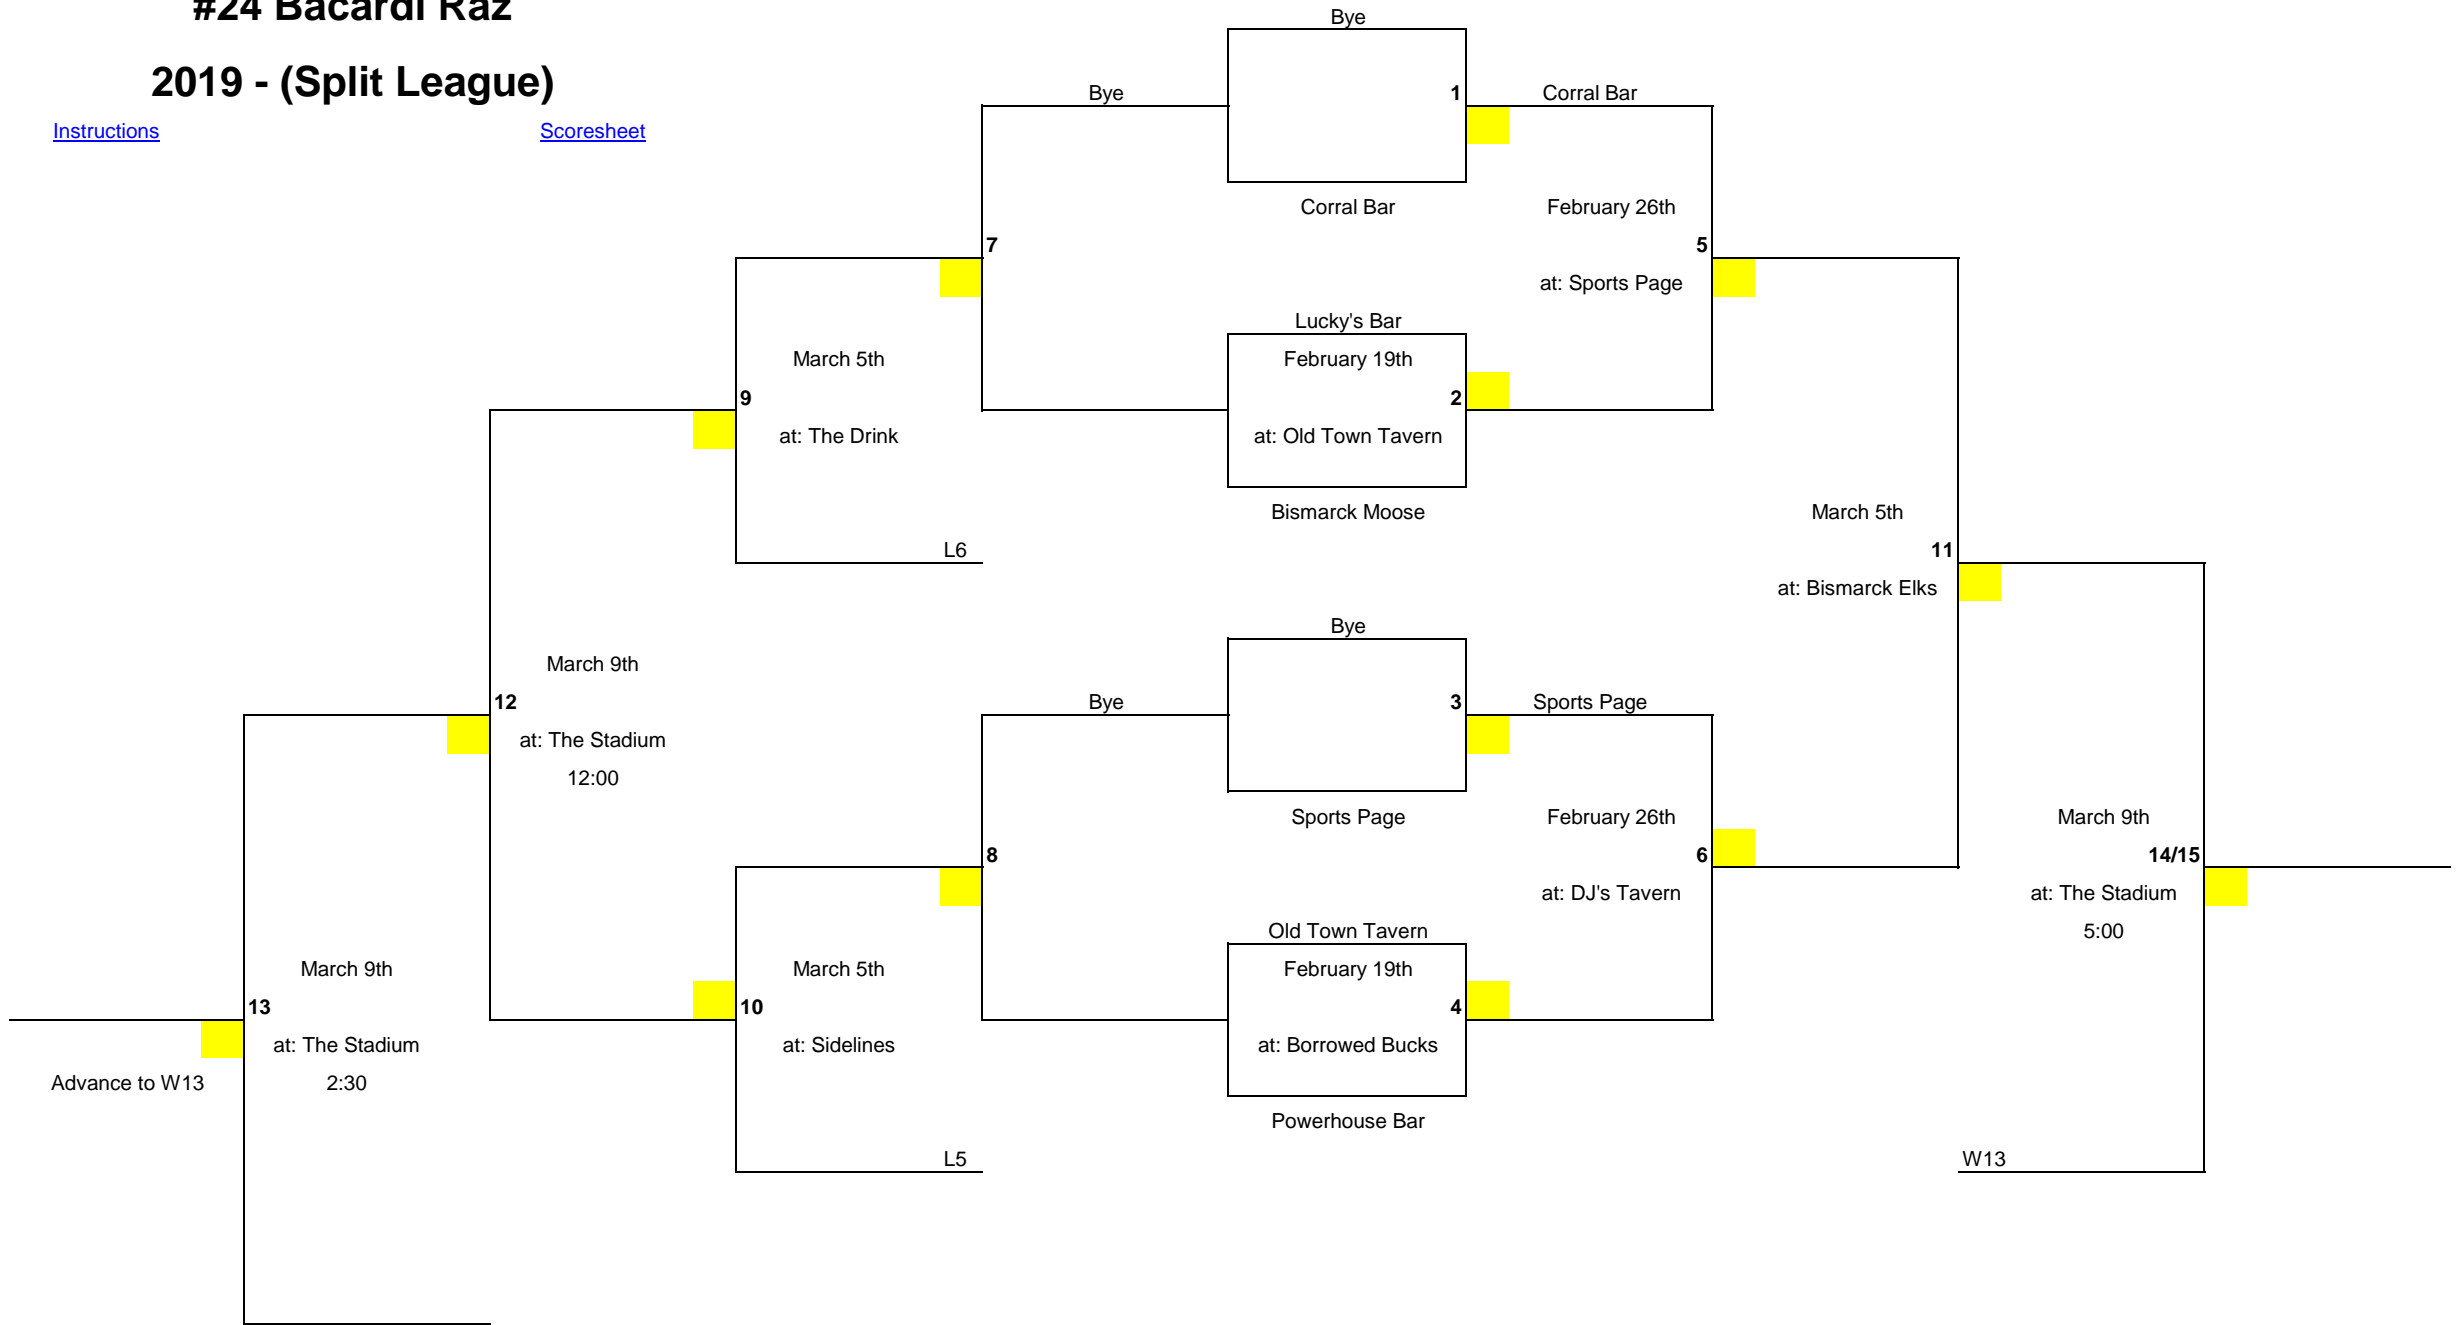 #24 Bacardi Raz
2019 - (Split League)
Instructions
Scoresheet
Bye
Bye
1
Corral Bar
Corral Bar
February 26th
7
5
at: Sports Page
Lucky's Bar
March 5th
February 19th
9
2
at: The Drink
at: Old Town Tavern
Bismarck Moose
March 5th
L6
11
at: Bismarck Elks
Bye
March 9th
12
Bye
3
Sports Page
at: The Stadium
12:00
Sports Page
February 26th
March 9th
8
6
14/15
at: DJ's Tavern
at: The Stadium
Old Town Tavern
5:00
March 9th
March 5th
February 19th
13
10
4
at: The Stadium
at: Sidelines
at: Borrowed Bucks
Advance to W13
2:30
Powerhouse Bar
L5
W13